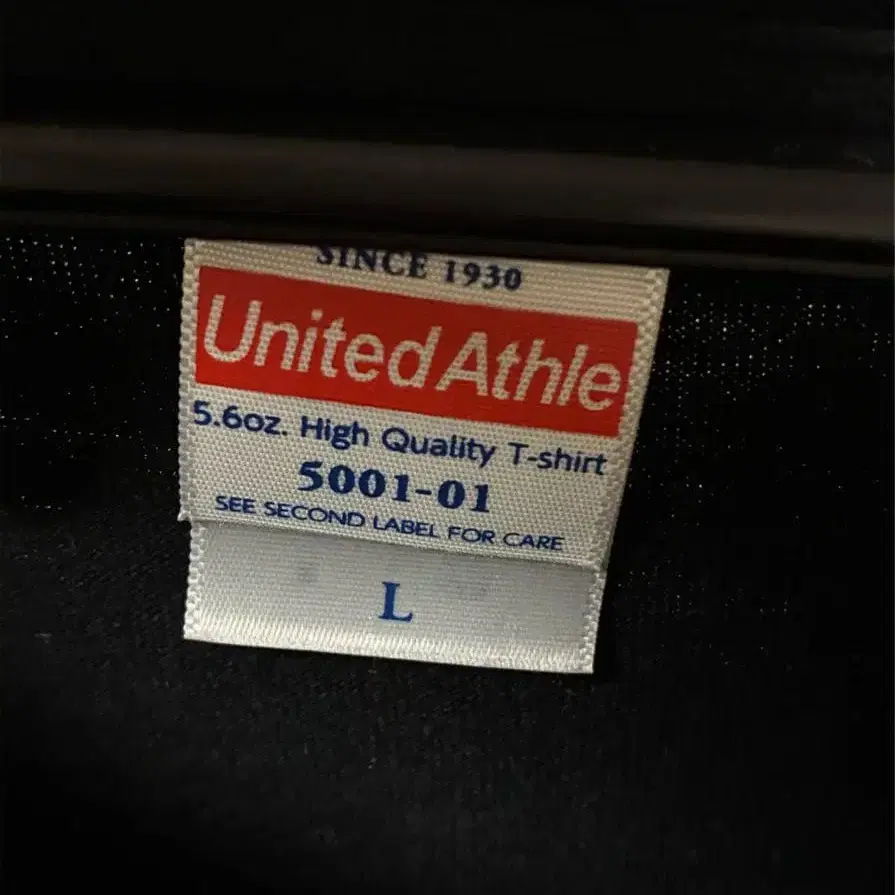 SINCE 1930
United Athle
5.6oz. High Quality T-shirt
5001-01
SEE SECOND LABEL FOR CARE
L